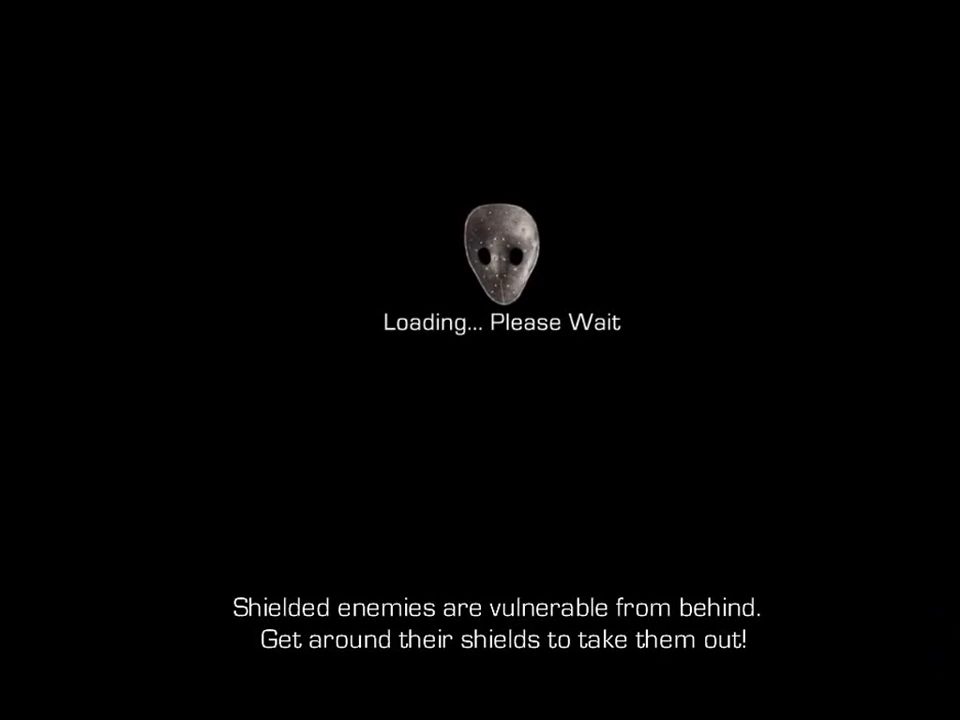 Loading... Please Wait
Shielded enemies are vulnerable from behind.
Get around their shields to take them out!